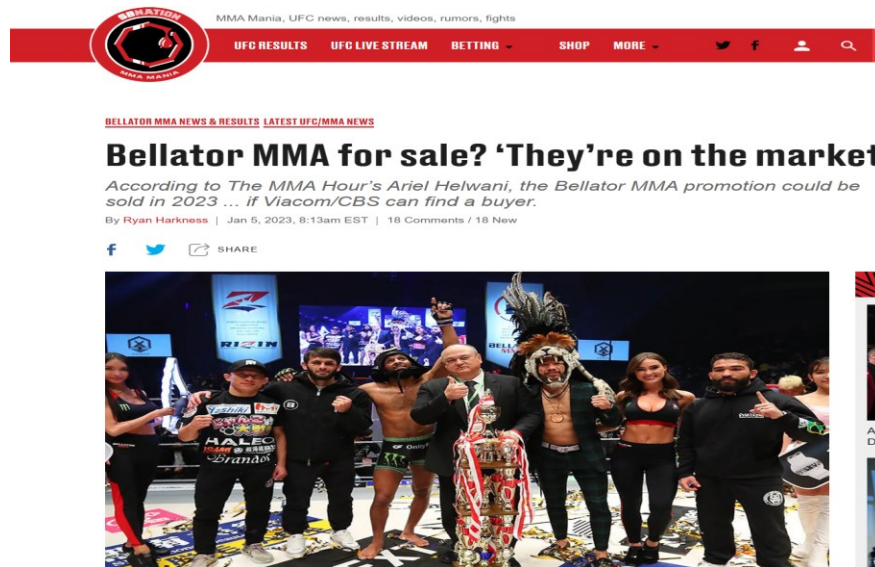 SBNATION
MMA MANIA
MMA Mania, UFC news, results, videos, rumors, fights
UFC RESULTS UFC LIVE STREAM BETTING SHOP MORE
BELLATOR MMA NEWS & RESULTS LATEST UFC/MMA NEWS
Bellator MMA for sale? ‘They’re on the market
According to The MMA Hour’s Ariel Helwani, the Bellator MMA promotion could be
sold in 2023 ... if Viacom/CBS can find a buyer.
By Ryan Harkness | Jan 5, 2023, 8:13am EST | 18 Comments / 18 New
SHARE
RIZIN
BELL
Yoshiki
HALEO
Brandos
A
D